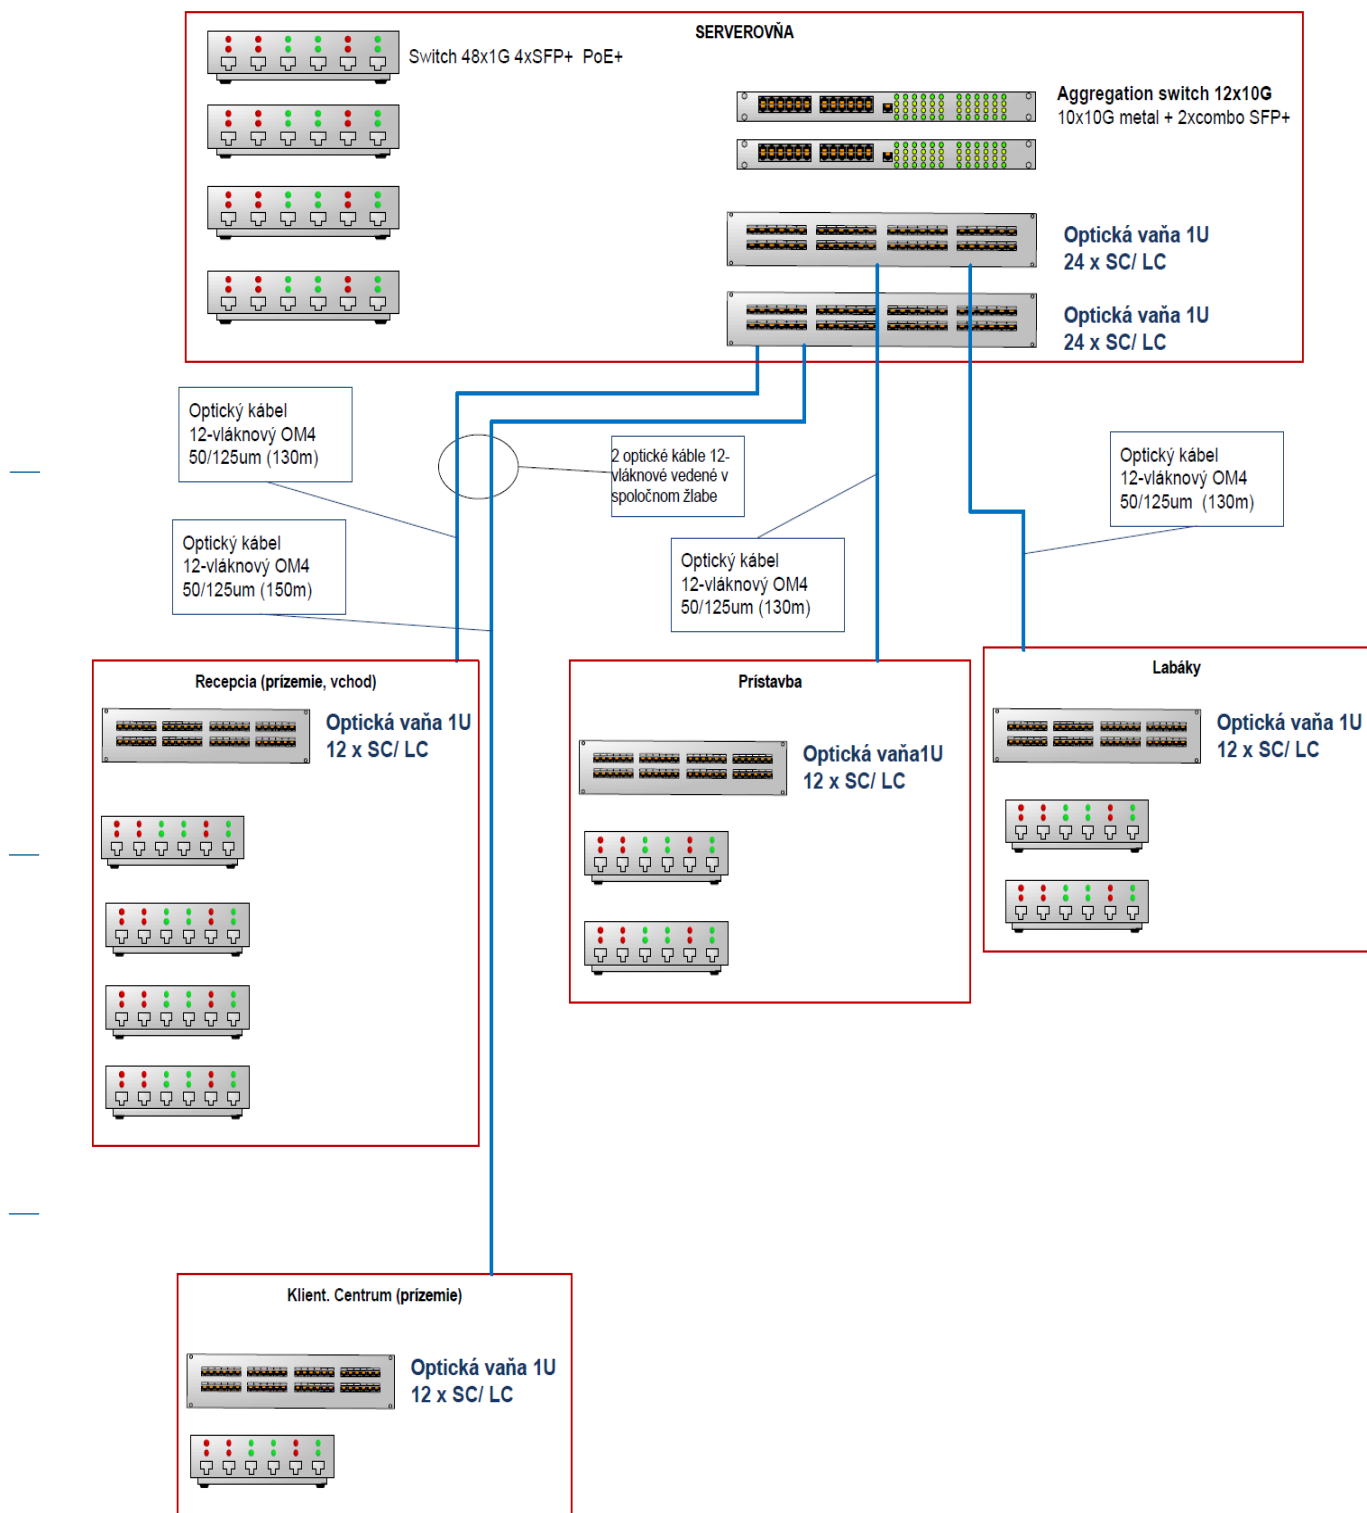 SERVEROVŇA
Switch 48x1G 4xSFP+ PoE+
Aggregation switch 12x10G
10x10G metal + 2xcombo SFP+
Optická vaňa 1U
24 x SC/ LC
Optická vaňa 1U
24 x SC/ LC
Optický kábel
12-vláknový OM4
50/125um (130m)
2 optické káble 12-
vláknové vedené v
spoločnom žlabe
Optický kábel
12-vláknový OM4
50/125um (130m)
Optický kábel
12-vláknový OM4
50/125um (150m)
Optický kábel
12-vláknový OM4
50/125um (130m)
Recepcia (prízemie, vchod)
Optická vaňa 1U
12 x SC/ LC
Prístavba
Optická vaňa1U
12 x SC/ LC
Labáky
Optická vaňa 1U
12 x SC/ LC
Klient. Centrum (prízemie)
Optická vaňa 1U
12 x SC/ LC